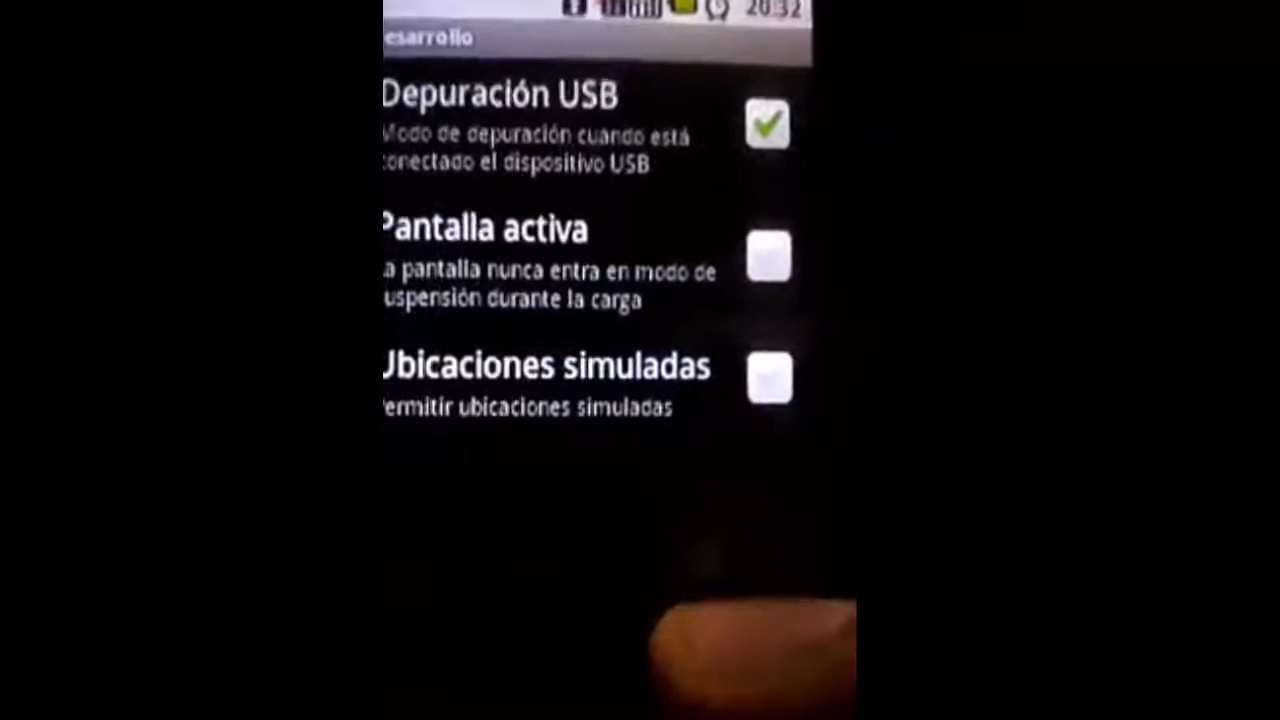 20:32
esarrollo
Depuración USB
Modo de depuración cuando está
conectado el dispositivo USB
Pantalla activa
a pantalla nunca entra en modo de
uspensión durante la carga
Ubicaciones simuladas
ermitir ubicaciones simuladas